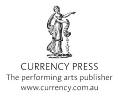 CURRENCY PRESS
The performing arts publisher
www.currency.com.au